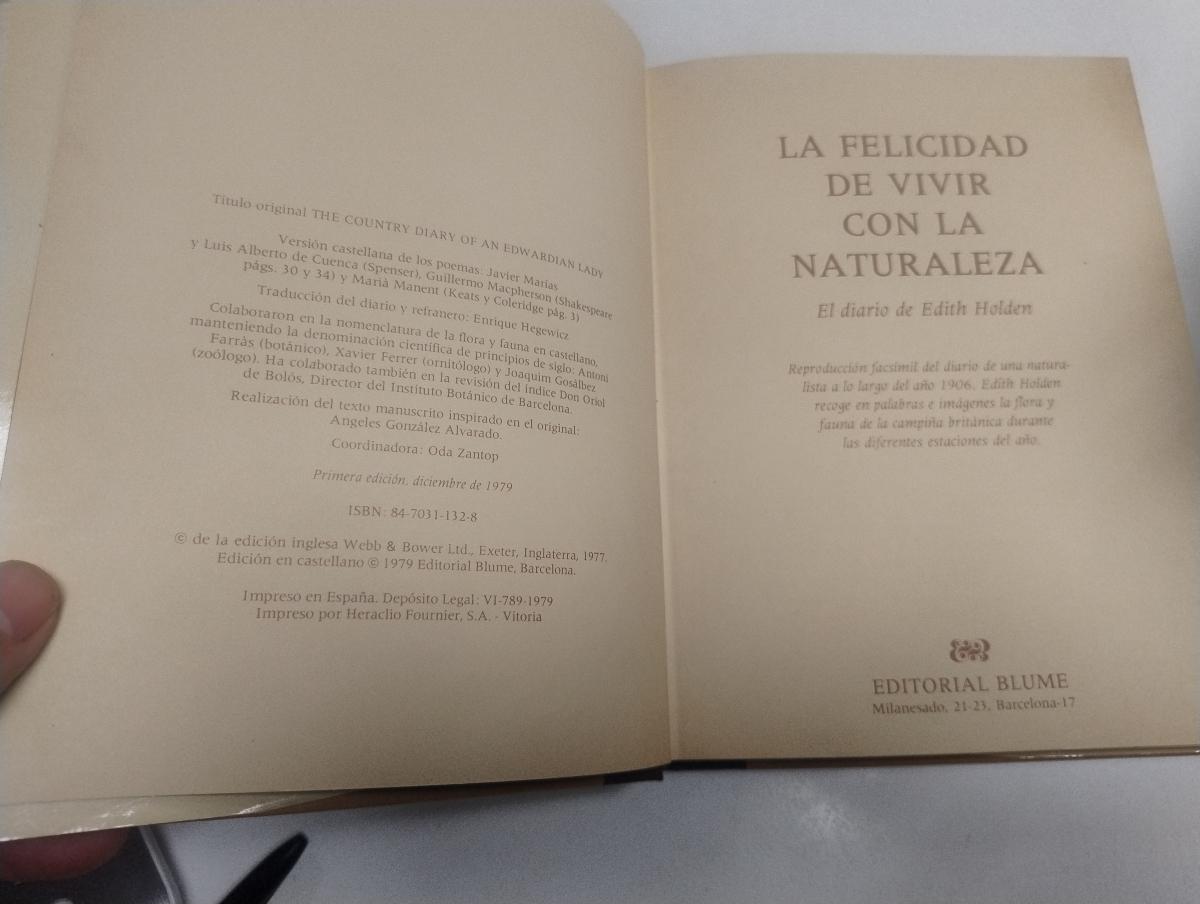 Título original THE COUNTRY DIARY OF AN EDWARDIAN LADY
Versión castellana de los poemas: Javier Marías
y Luis Alberto de Cuenca (Spenser), Guillermo Macpherson (Shakespeare
págs. 30 y 34) y Marià Manent (Keats y Coleridge pág. 3)
Traducción del diario y refranero: Enrique Hegewicz
Colaboraron en la nomenclatura de la flora y fauna en castellano,
manteniendo la denominación científica de principios de siglo: Antoni
Farràs (botánico), Xavier Ferrer (ornitólogo) y Joaquim Gosálbez
(zoólogo). Ha colaborado también en la revisión del índice Don Oriol
de Bolós, Director del Instituto Botánico de Barcelona.
Realización del texto manuscrito inspirado en el original:
Angeles González Alvarado.
Coordinadora: Oda Zantop
Primera edición, diciembre de 1979
ISBN: 84-7031-132-8
© de la edición inglesa Webb & Bower Ltd., Exeter, Inglaterra, 1977.
Edición en castellano © 1979 Editorial Blume, Barcelona.
Impreso en España. Depósito Legal: VI-789-1979
Impreso por Heraclio Fournier, S.A. - Vitoria
LA FELICIDAD
DE VIVIR
CON LA
NATURALEZA
El diario de Edith Holden
Reproducción facsímil del diario de una natura-
lista a lo largo del año 1906. Edith Holden
recoge en palabras e imágenes la flora y
fauna de la campiña británica durante
las diferentes estaciones del año.
EDITORIAL BLUME
Milanesado, 21-23, Barcelona-17